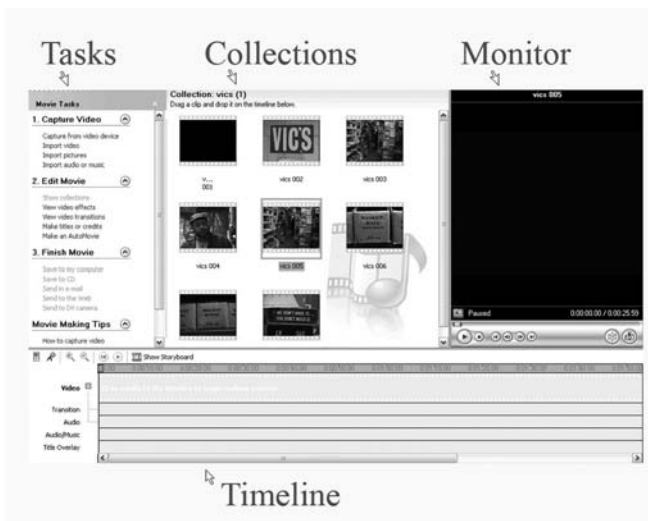 Tasks
Collections
Monitor
Movie Tasks
Collection: vics (1)
Drag a clip and drop it on the timeline below.
vics 005
1. Capture Video
Capture from video device
Import video
Import pictures
Import audio or music
2. Edit Movie
Show collections
View video effects
View video transitions
Make titles or credits
Make an AutoMovie
3. Finish Movie
Save to my computer
Save to CD
Send in e-mail
Send to the Web
Send to DV camera
Movie Making Tips
How to capture video
VIC'S
v...
001
vics 002
vics 003
vics 004
vics 005
vics 006
Paused
0:00:00.00 / 0:00:25.59
Show Storyboard
Video
Transition
Audio
Audio/Music
Title Overlay
Timeline